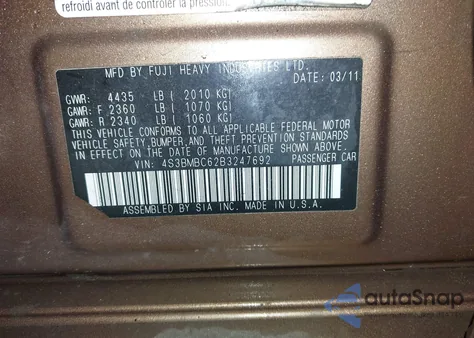 refroidi avant de contrôler la pression.
MFD BY FUJI HEAVY INDUSTRIES LTD.
DATE: 03/11
GVWR: 4435 LB ( 2010 KG)
GAWR: F 2360 LB ( 1070 KG)
GAWR: R 2340 LB ( 1060 KG)
THIS VEHICLE CONFORMS TO ALL APPLICABLE FEDERAL MOTOR
VEHICLE SAFETY, BUMPER, AND THEFT PREVENTION STANDARDS
IN EFFECT ON THE DATE OF MANUFACTURE SHOWN ABOVE.
VIN: 4S3BMBC62B3247692 PASSENGER CAR
ASSEMBLED BY SIA INC. MADE IN U.S.A.
autoSnap